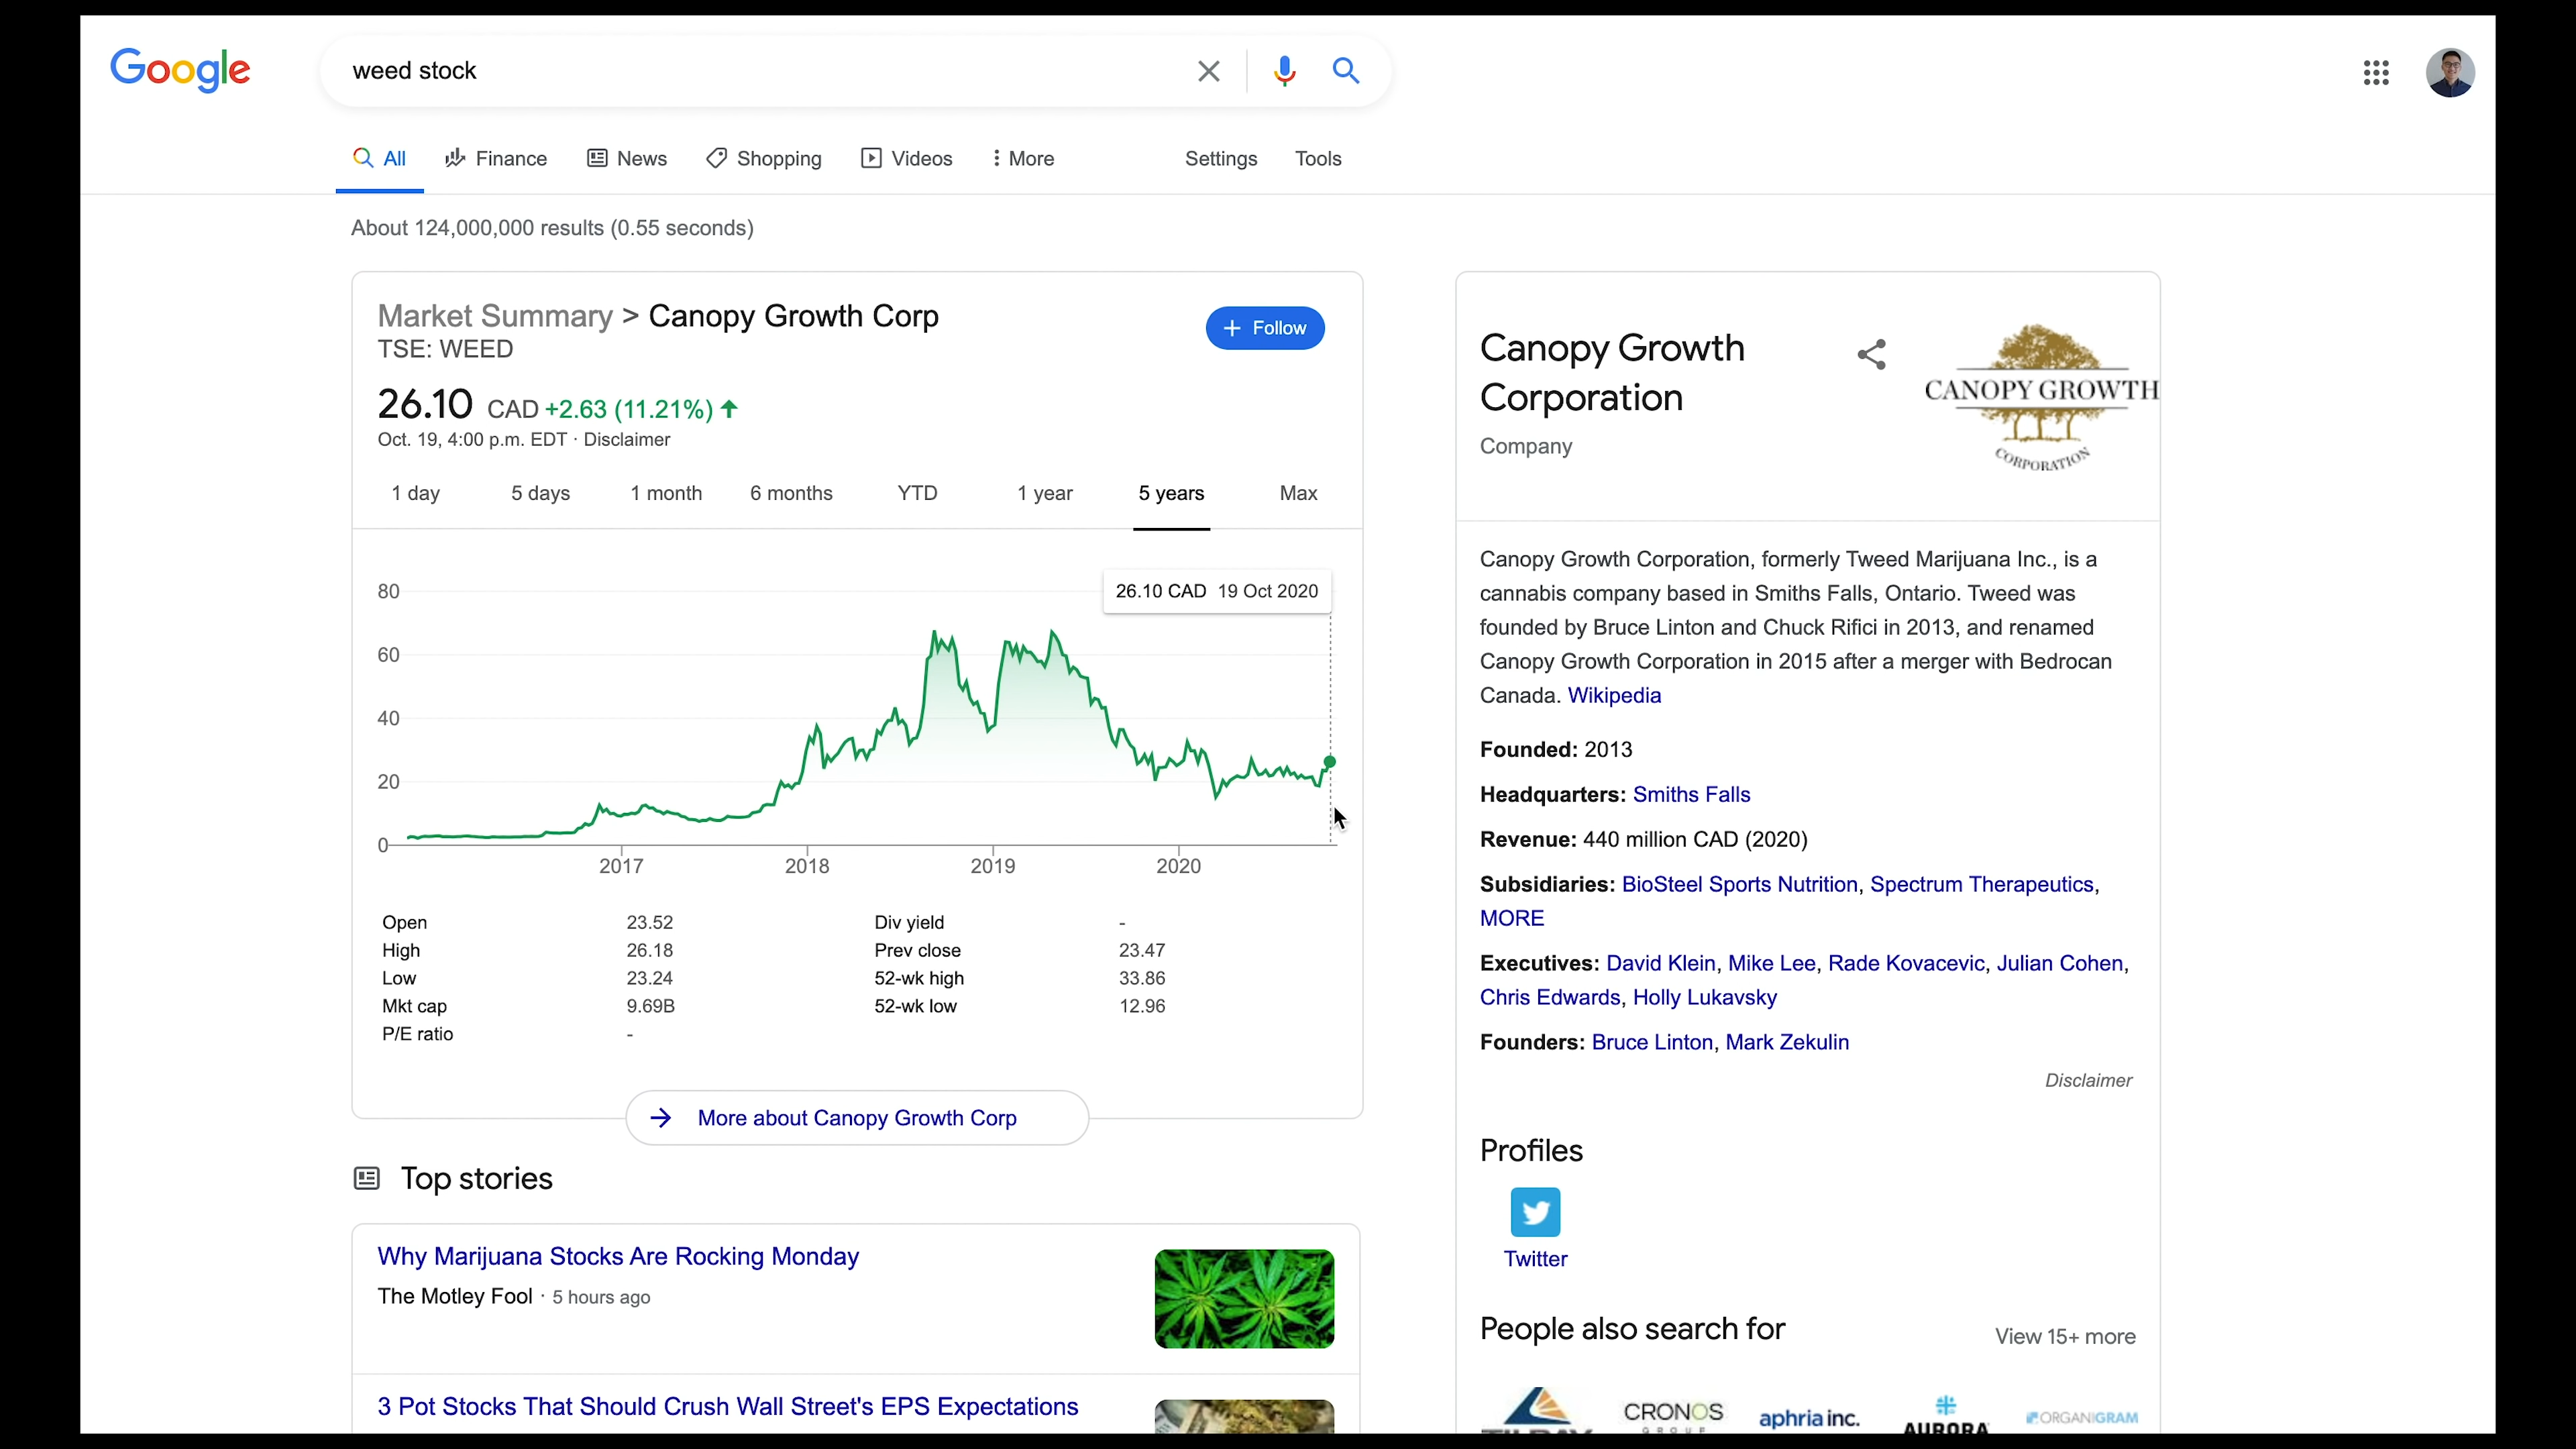 Google
weed stock
All Finance News Shopping Videos More Settings Tools
About 124,000,000 results (0.55 seconds)
Market Summary > Canopy Growth Corp
TSE: WEED
+ Follow
26.10 CAD +2.63 (11.21%)
Oct. 19, 4:00 p.m. EDT · Disclaimer
1 day 5 days 1 month 6 months YTD 1 year 5 years Max
26.10 CAD 19 Oct 2020
80
60
40
20
0
2017 2018 2019 2020
Open 23.52 Div yield -
High 26.18 Prev close 23.47
Low 23.24 52-wk high 33.86
Mkt cap 9.69B 52-wk low 12.96
P/E ratio -
More about Canopy Growth Corp
Top stories
Why Marijuana Stocks Are Rocking Monday
The Motley Fool · 5 hours ago
3 Pot Stocks That Should Crush Wall Street's EPS Expectations
Canopy Growth
Corporation
Company
CANOPY GROWTH
CORPORATION
Canopy Growth Corporation, formerly Tweed Marijuana Inc., is a
cannabis company based in Smiths Falls, Ontario. Tweed was
founded by Bruce Linton and Chuck Rifici in 2013, and renamed
Canopy Growth Corporation in 2015 after a merger with Bedrocan
Canada. Wikipedia
Founded: 2013
Headquarters: Smiths Falls
Revenue: 440 million CAD (2020)
Subsidiaries: BioSteel Sports Nutrition, Spectrum Therapeutics,
MORE
Executives: David Klein, Mike Lee, Rade Kovacevic, Julian Cohen,
Chris Edwards, Holly Lukavsky
Founders: Bruce Linton, Mark Zekulin
Disclaimer
Profiles
Twitter
People also search for
View 15+ more
TILRAY CRONOS aphria inc. AURORA ORGANIGRAM
GROUP